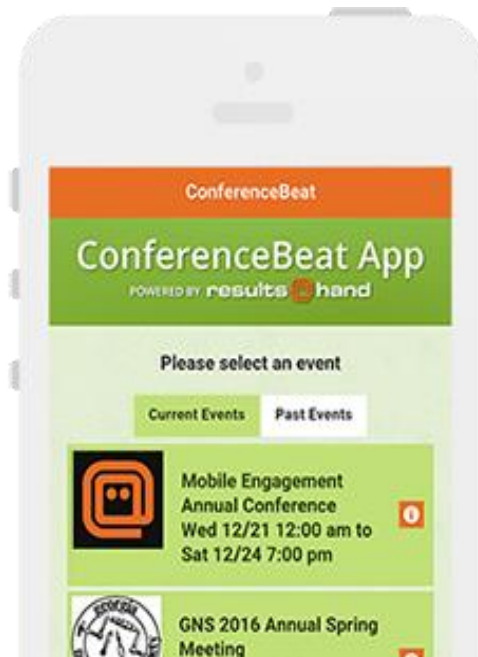 ConferenceBeat
ConferenceBeat App
POWERED BY results@hand
Please select an event
Current Events Past Events
Mobile Engagement
Annual Conference
Wed 12/21 12:00 am to
Sat 12/24 7:00 pm
i
GNS 2016 Annual Spring
Meeting
Georgia